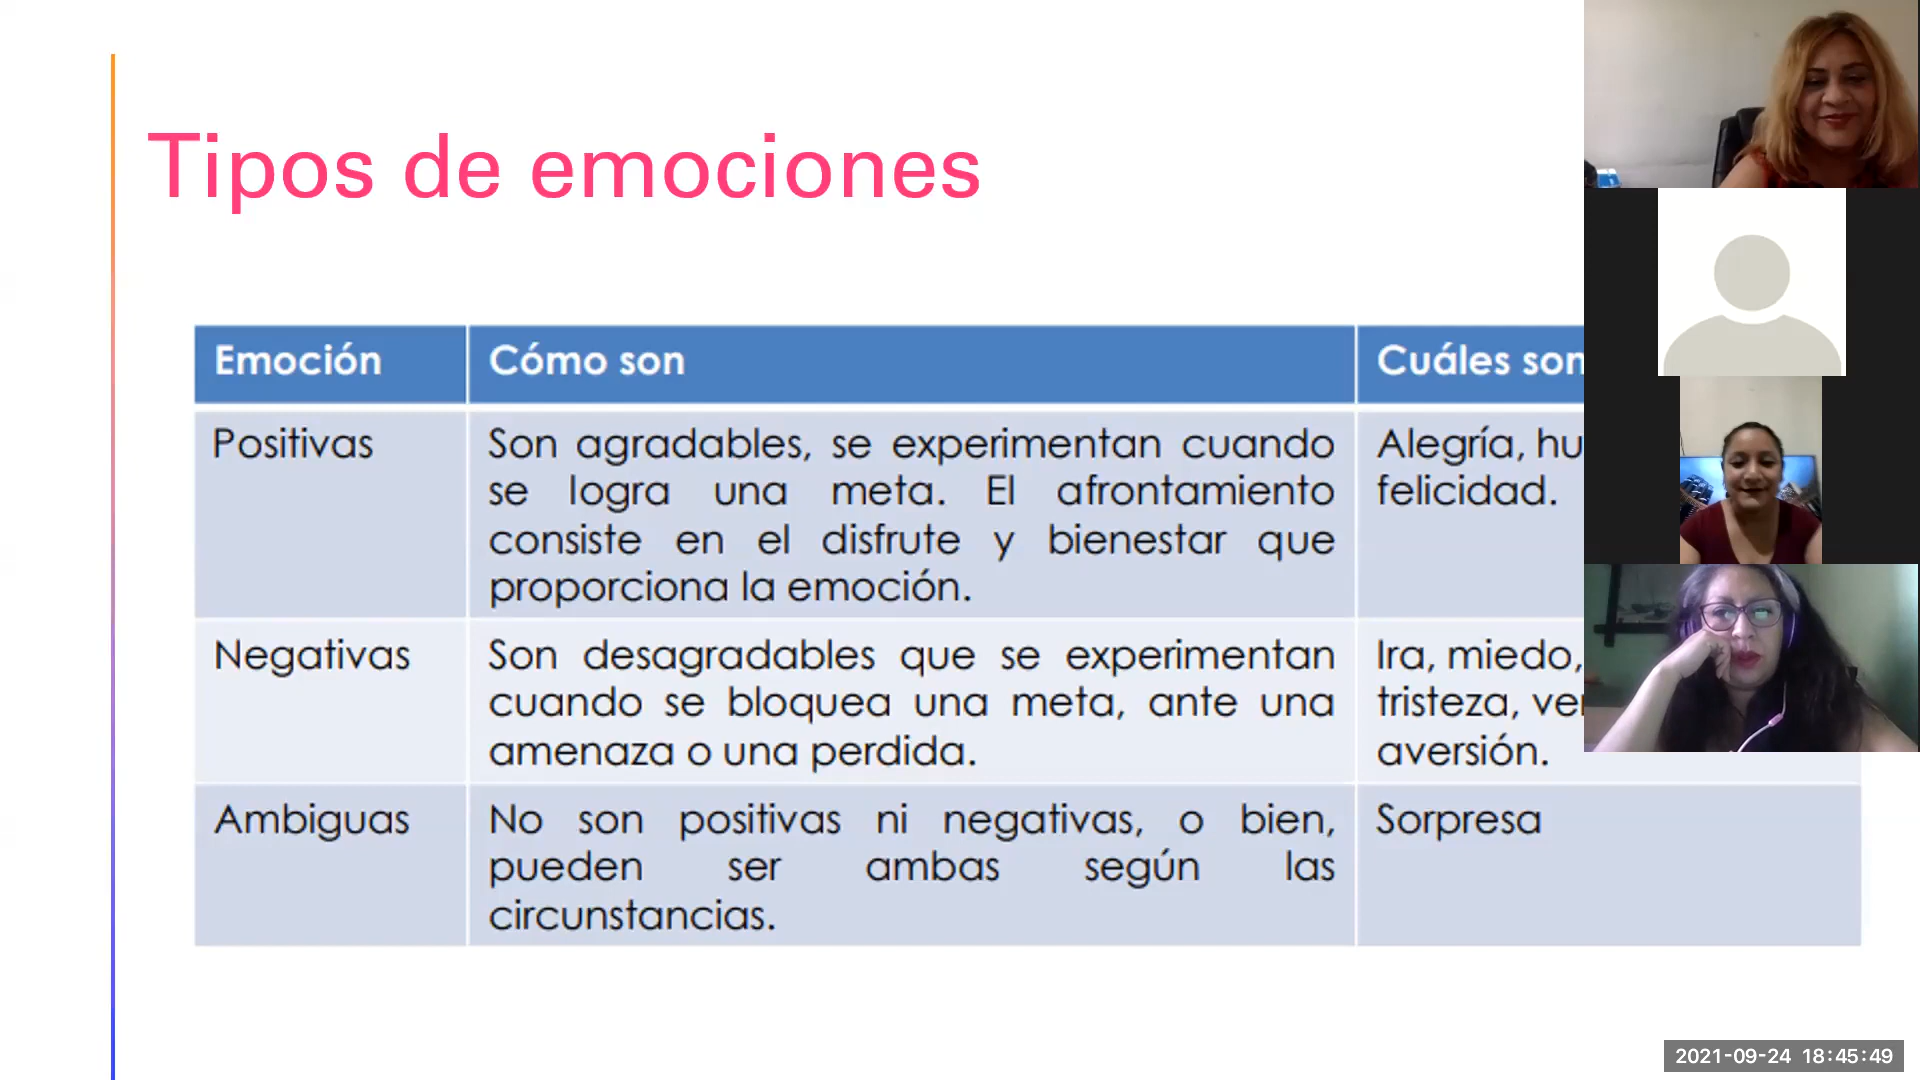 Tipos de emociones
Emoción
Cómo son
Cuáles son
Positivas
Son agradables, se experimentan cuando
se logra una meta. El afrontamiento
consiste en el disfrute y bienestar que
proporciona la emoción.
Alegría,
felicidad.
Negativas
Son desagradables que se experimentan
cuando se bloquea una meta, ante una
amenaza o una perdida.
Ira, miedo,
tristeza,
aversión.
Ambiguas
No son positivas ni negativas, o bien,
pueden ser ambas según las
circunstancias.
Sorpresa
2021-09-24 18:45:49